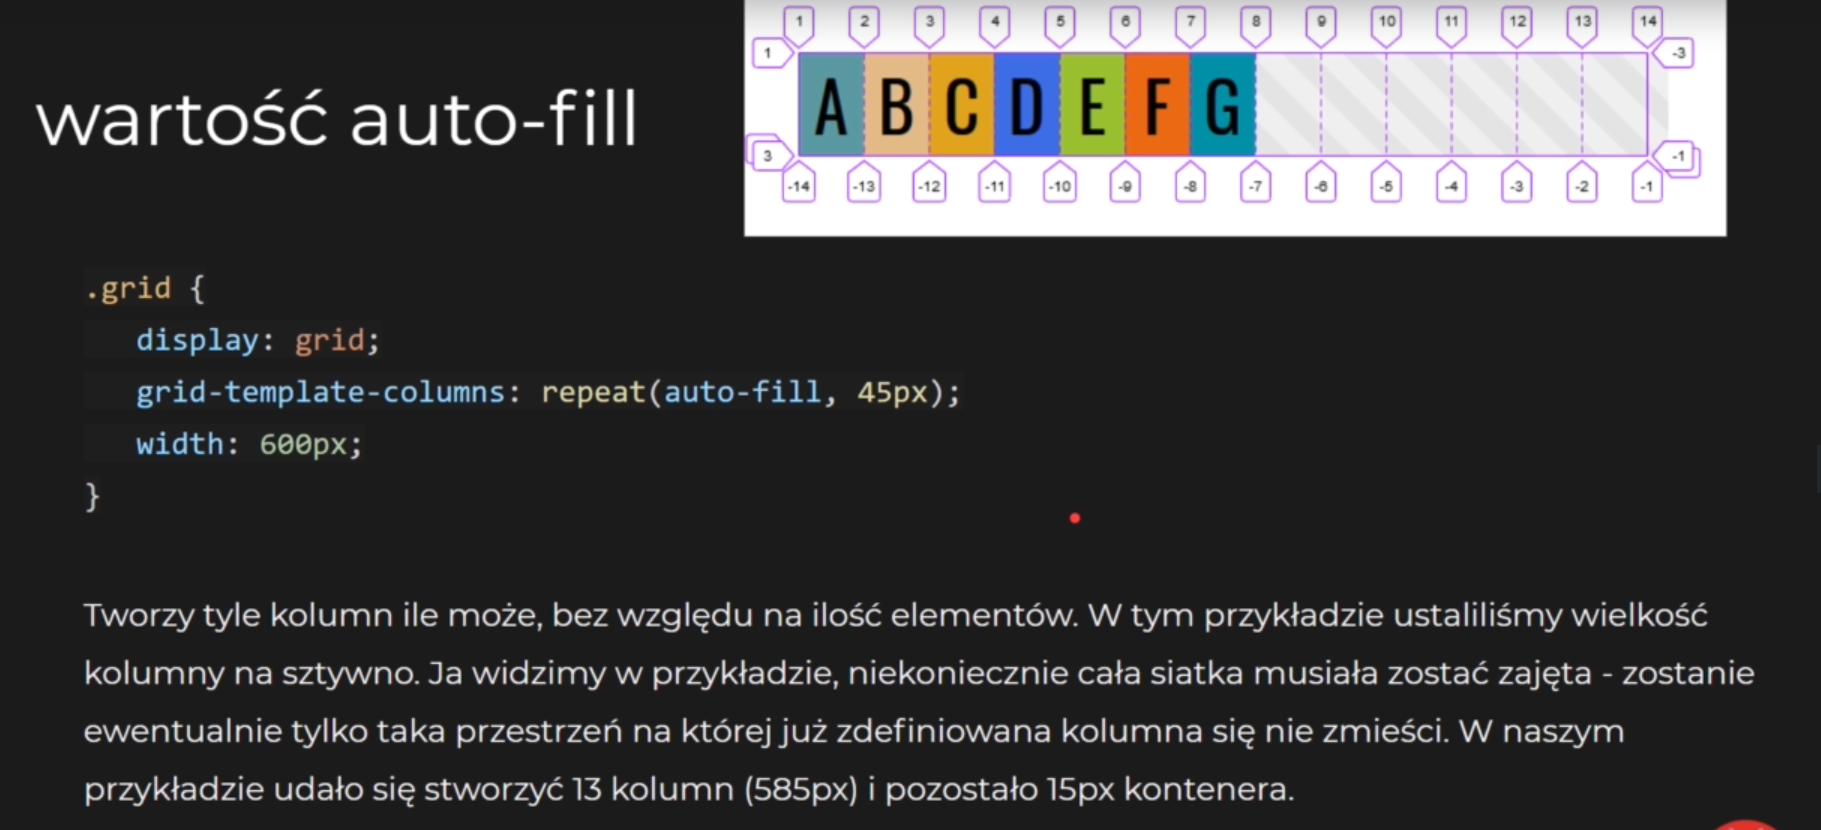 1 2 3 4 5 6 7 8 9 10 11 12 13 14
1 -3
wartość auto-fill
A B C D E F G
3 -1
-14 -13 -12 -11 -10 -9 -8 -7 -6 -5 -4 -3 -2 -1
.grid {
display: grid;
grid-template-columns: repeat(auto-fill, 45px);
width: 600px;
}
Tworzy tyle kolumn ile może, bez względu na ilość elementów. W tym przykładzie ustaliliśmy wielkość
kolumny na sztywno. Ja widzimy w przykładzie, niekoniecznie cała siatka musiała zostać zajęta - zostanie
ewentualnie tylko taka przestrzeń na której już zdefiniowana kolumna się nie zmieści. W naszym
przykładzie udało się stworzyć 13 kolumn (585px) i pozostało 15px kontenera.